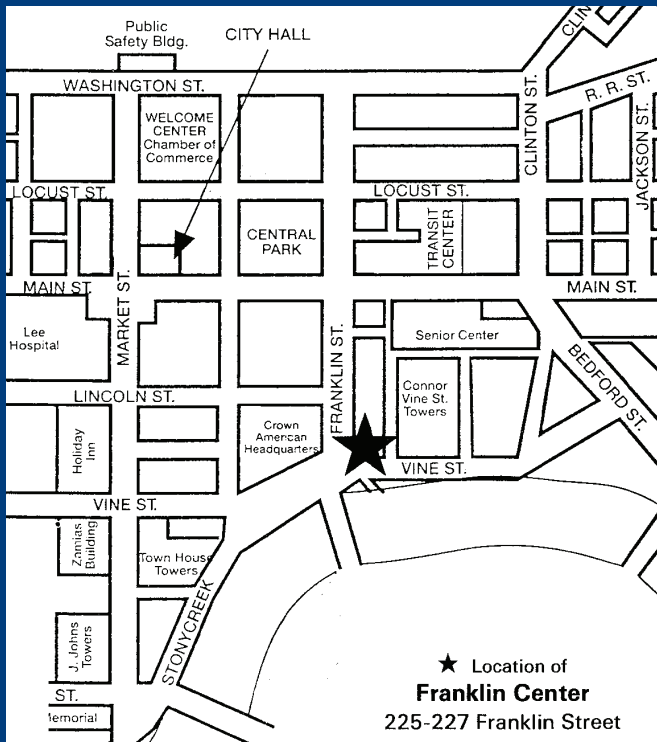 Public
Safety Bldg.
CITY HALL
CLIN
WASHINGTON ST.
R. R. ST.
CLINTON ST.
JACKSON ST.
WELCOME
CENTER
Chamber of
Commerce
LOCUST ST.
LOCUST ST.
CENTRAL
PARK
TRANSIT
CENTER
MAIN ST.
MAIN ST.
MARKET ST.
Lee
Hospital
FRANKLIN ST.
Senior Center
BEDFORD ST.
LINCOLN ST.
Connor
Vine St.
Towers
Holiday
Inn
Crown
American
Headquarters
VINE ST.
VINE ST.
Zamias
Building
Town House
Towers
STONYCREEK
J. Johns
Towers
ST.
Memorial
Location of
Franklin Center
225-227 Franklin Street